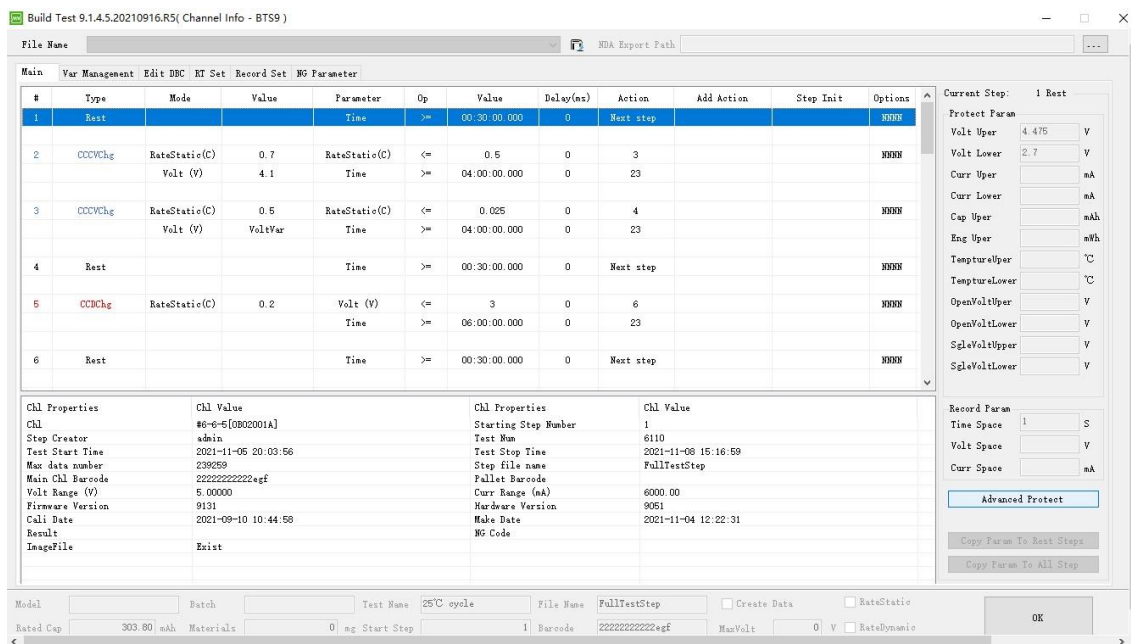 Build Test 9.1.4.5.20210916.R5( Channel Info - BTS9 )
File Name NDA Export Path ...
Main Var Management Edit DBC RT Set Record Set NG Parameter
# Type Mode Value Parameter Op Value Delay(ms) Action Add Action Step Init Options
1 Rest Time >= 00:30:00.000 0 Next step NNNN
2 CCCVChg RateStatic(C) 0.7 RateStatic(C) <= 0.5 0 3 NNNN
Volt (V) 4.1 Time >= 04:00:00.000 0 23
3 CCCVChg RateStatic(C) 0.5 RateStatic(C) <= 0.025 0 4 NNNN
Volt (V) VoltVar Time >= 04:00:00.000 0 23
4 Rest Time >= 00:30:00.000 0 Next step NNNN
5 CCDChg RateStatic(C) 0.2 Volt (V) <= 3 0 6 NNNN
Time >= 06:00:00.000 0 23
6 Rest Time >= 00:30:00.000 0 Next step NNNN
Current Step: 1 Rest
Protect Param
Volt Uper 4.475 V
Volt Lower 2.7 V
Curr Uper mA
Curr Lower mA
Cap Uper mAh
Eng Uper mWh
TemptureUper ℃
TemptureLower ℃
OpenVoltUper V
OpenVoltLower V
SgleVoltUpper V
SgleVoltLower V
Chl Properties Chl Value Chl Properties Chl Value
Chl #6-6-5[0B02001A] Starting Step Number 1
Step Creator admin Test Num 6110
Test Start Time 2021-11-05 20:03:56 Test Stop Time 2021-11-08 15:16:59
Max data number 239259 Step file name FullTestStep
Main Chl Barcode 22222222222egf Pallet Barcode
Volt Range (V) 5.00000 Curr Range (mA) 6000.00
Firmware Version 9131 Hardware Version 9051
Cali Date 2021-09-10 10:44:58 Make Date 2021-11-04 12:22:31
Result NG Code
ImageFile Exist
Record Param
Time Space 1 S
Volt Space V
Curr Space mA
Advanced Protect
Copy Param To Rest Steps
Copy Param To All Step
Model Batch Test Name 25℃ cycle File Name FullTestStep Create Data RateStatic
Rated Cap 303.80 mAh Materials 0 mg Start Step 1 Barcode 22222222222egf MaxVolt 0 V RateDynamic
OK